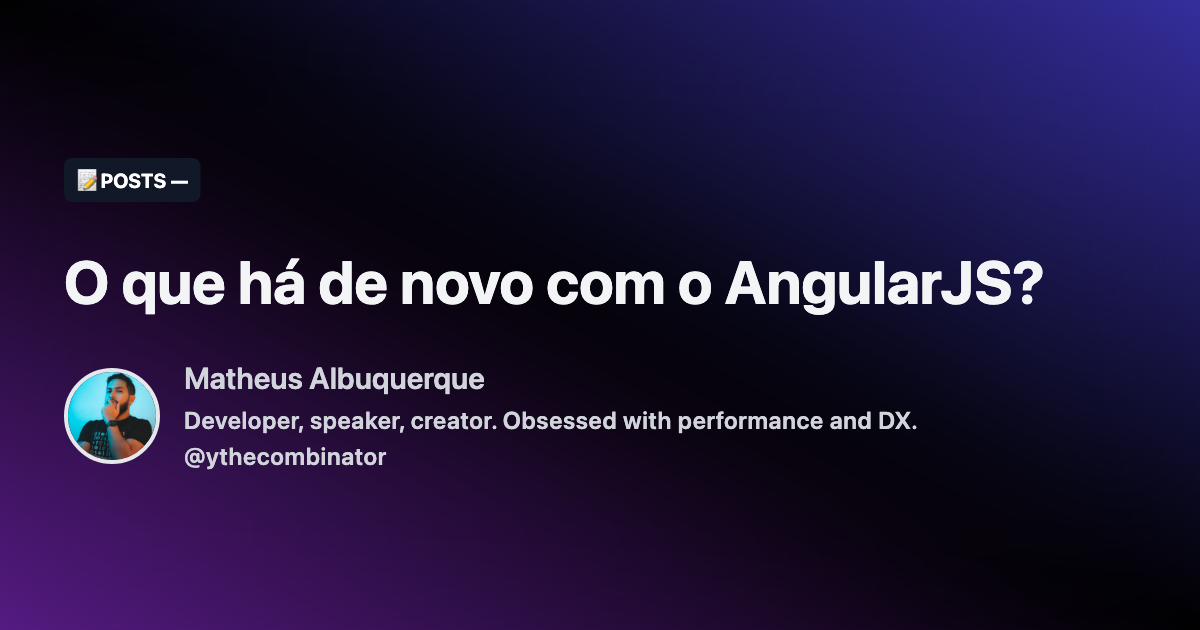 📝POSTS —
O que há de novo com o AngularJS?
Matheus Albuquerque
Developer, speaker, creator. Obsessed with performance and DX.
@ythecombinator